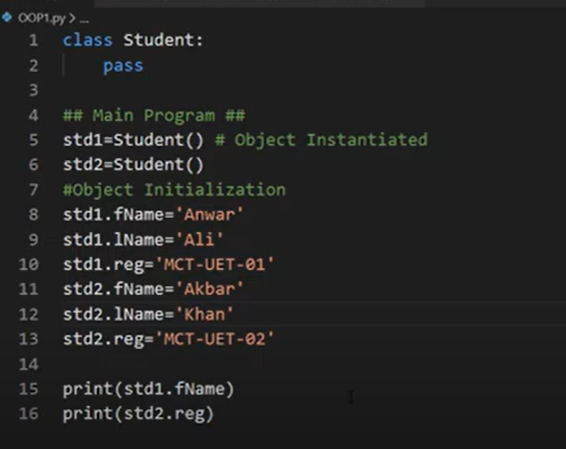 OOP1.py > ...
1 class Student:
2     pass
3
4 ## Main Program ##
5 std1=Student() # Object Instantiated
6 std2=Student()
7 #Object Initialization
8 std1.fName='Anwar'
9 std1.lName='Ali'
10 std1.reg='MCT-UET-01'
11 std2.fName='Akbar'
12 std2.lName='Khan'
13 std2.reg='MCT-UET-02'
14
15 print(std1.fName)
16 print(std2.reg)